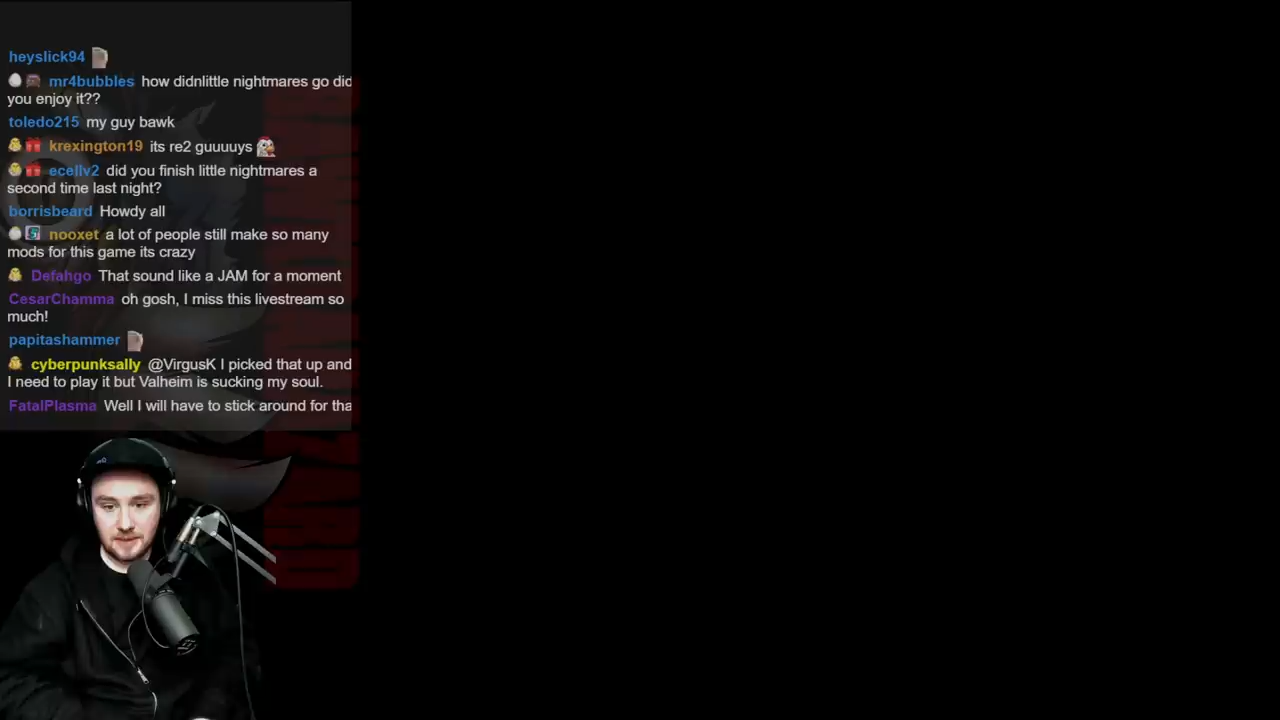 heyslick94
mr4bubbles how didnlittle nightmares go did
you enjoy it??
toledo215 my guy bawk
krexington19 its re2 guuuuys
ecellv2 did you finish little nightmares a
second time last night?
borrisbeard Howdy all
nooxet a lot of people still make so many
mods for this game its crazy
Defahgo That sound like a JAM for a moment
CesarChamma oh gosh, I miss this livestream so
much!
papitashammer
cyberpunksally @VirgusK I picked that up and
I need to play it but Valheim is sucking my soul.
FatalPlasma Well I will have to stick around for tha